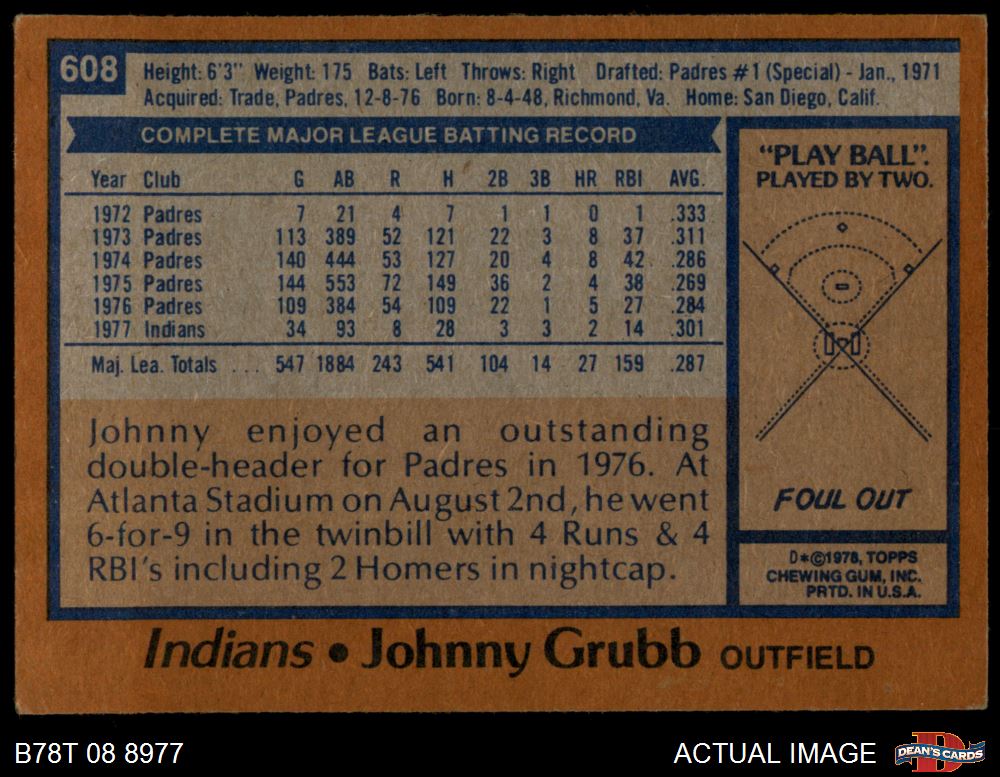 608
Height: 6'3" Weight: 175 Bats: Left Throws: Right Drafted: Padres #1 (Special) - Jan., 1971
Acquired: Trade, Padres, 12-8-76 Born: 8-4-48, Richmond, Va. Home: San Diego, Calif.
COMPLETE MAJOR LEAGUE BATTING RECORD
Year Club G AB R H 2B 3B HR RBI AVG.
1972 Padres 7 21 4 7 1 1 0 1 .333
1973 Padres 113 389 52 121 22 3 8 37 .311
1974 Padres 140 444 53 127 20 4 8 42 .286
1975 Padres 144 553 72 149 36 2 4 38 .269
1976 Padres 109 384 54 109 22 1 5 27 .284
1977 Indians 34 93 8 28 3 3 2 14 .301
Maj. Lea. Totals . . . 547 1884 243 541 104 14 27 159 .287
Johnny enjoyed an outstanding
double-header for Padres in 1976. At
Atlanta Stadium on August 2nd, he went
6-for-9 in the twinbill with 4 Runs & 4
RBI's including 2 Homers in nightcap.
"PLAY BALL".
PLAYED BY TWO.
FOUL OUT
D*©1978, TOPPS
CHEWING GUM, INC.
PRTD. IN U.S.A.
Indians • Johnny Grubb OUTFIELD
B78T 08 8977
ACTUAL IMAGE
DEAN'S CARDS